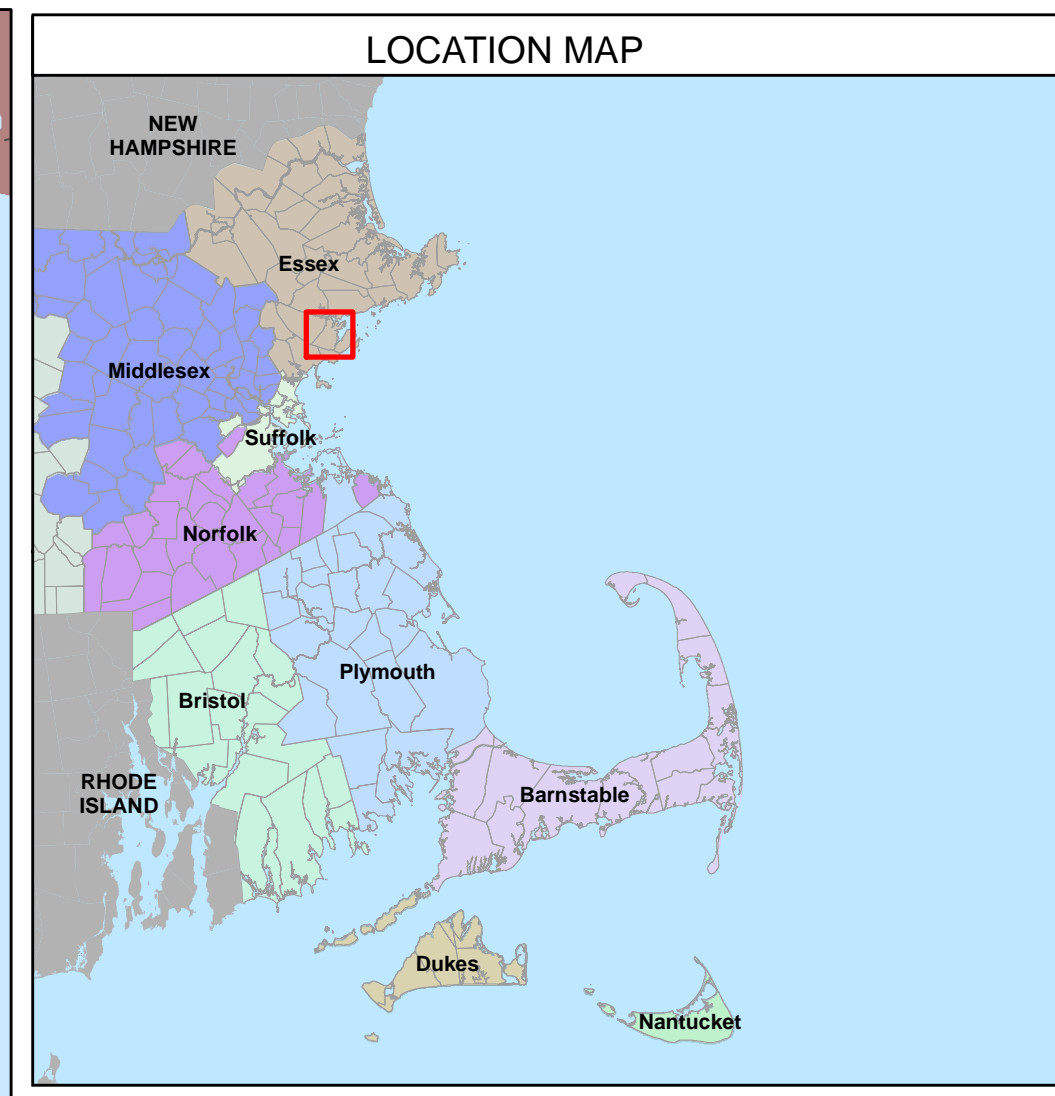 LOCATION MAP
NEW
HAMPSHIRE
Essex
Middlesex
Suffolk
Norfolk
Plymouth
Bristol
RHODE
ISLAND
Barnstable
Dukes
Nantucket